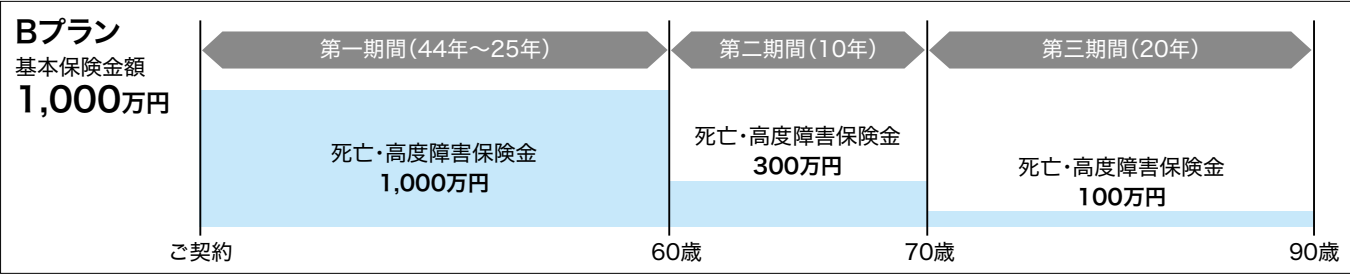 Bプラン
基本保険金額
1,000万円
第一期間(44年~25年)
第二期間(10年)
第三期間(20年)
死亡・高度障害保険金
1,000万円
死亡・高度障害保険金
300万円
死亡・高度障害保険金
100万円
ご契約
60歳
70歳
90歳